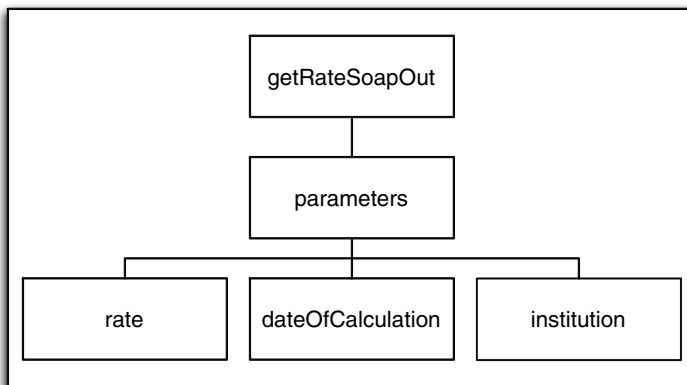 getRateSoapOut
parameters
rate
dateOfCalculation
institution